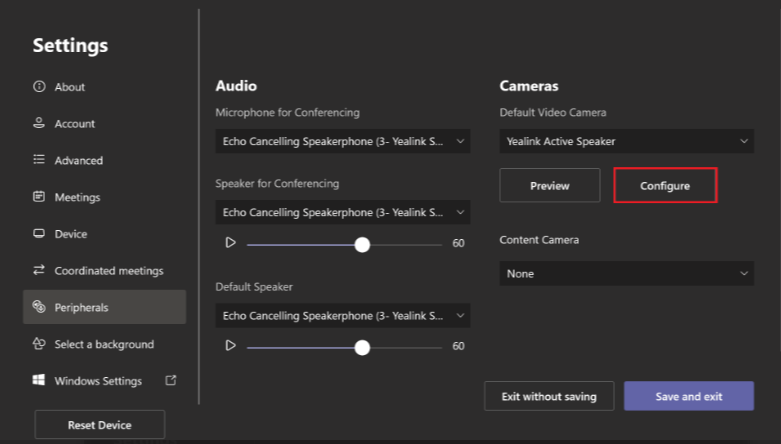 Settings
About
Account
Advanced
Meetings
Device
Coordinated meetings
Peripherals
Select a background
Windows Settings
Reset Device
Audio
Microphone for Conferencing
Echo Cancelling Speakerphone (3- Yealink S...
Speaker for Conferencing
Echo Cancelling Speakerphone (3- Yealink S...
60
Default Speaker
Echo Cancelling Speakerphone (3- Yealink S...
60
Cameras
Default Video Camera
Yealink Active Speaker
Preview
Configure
Content Camera
None
Exit without saving
Save and exit